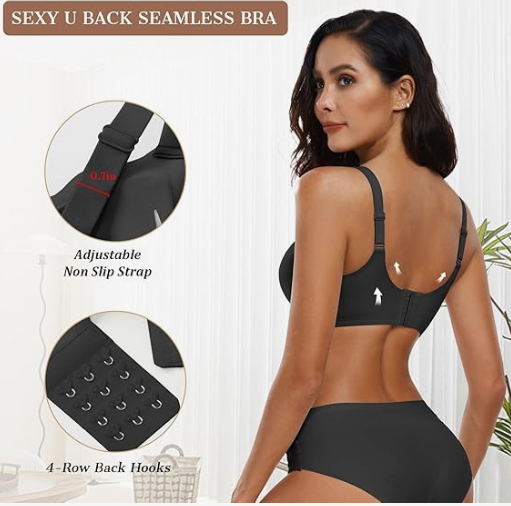 SEXY U BACK SEAMLESS BRA
0.7in
Adjustable
Non Slip Strap
4-Row Back Hooks